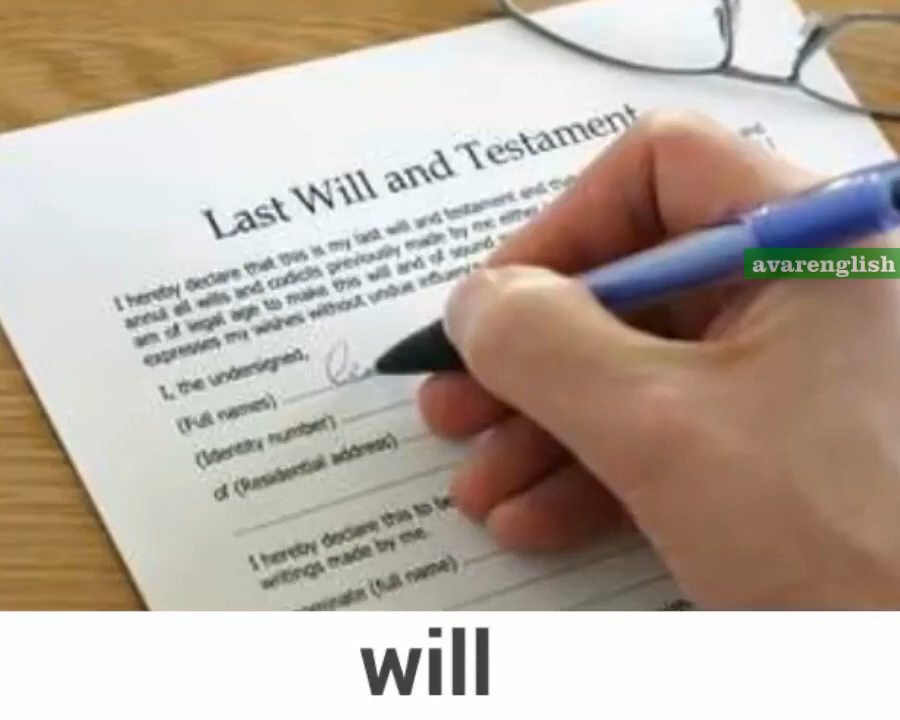 Last Will and Testament
I hereby declare that this is my last will and testament and that
and
annul all wills and codicils previously made by me either
am of legal age to make this will and of sound
expresses my wishes without undue influence
I, the undersigned,
(Full names)
(Identity number)
of (Residential address)
I hereby declare this to be
writings made by me.
(full name)
avarenglish
will